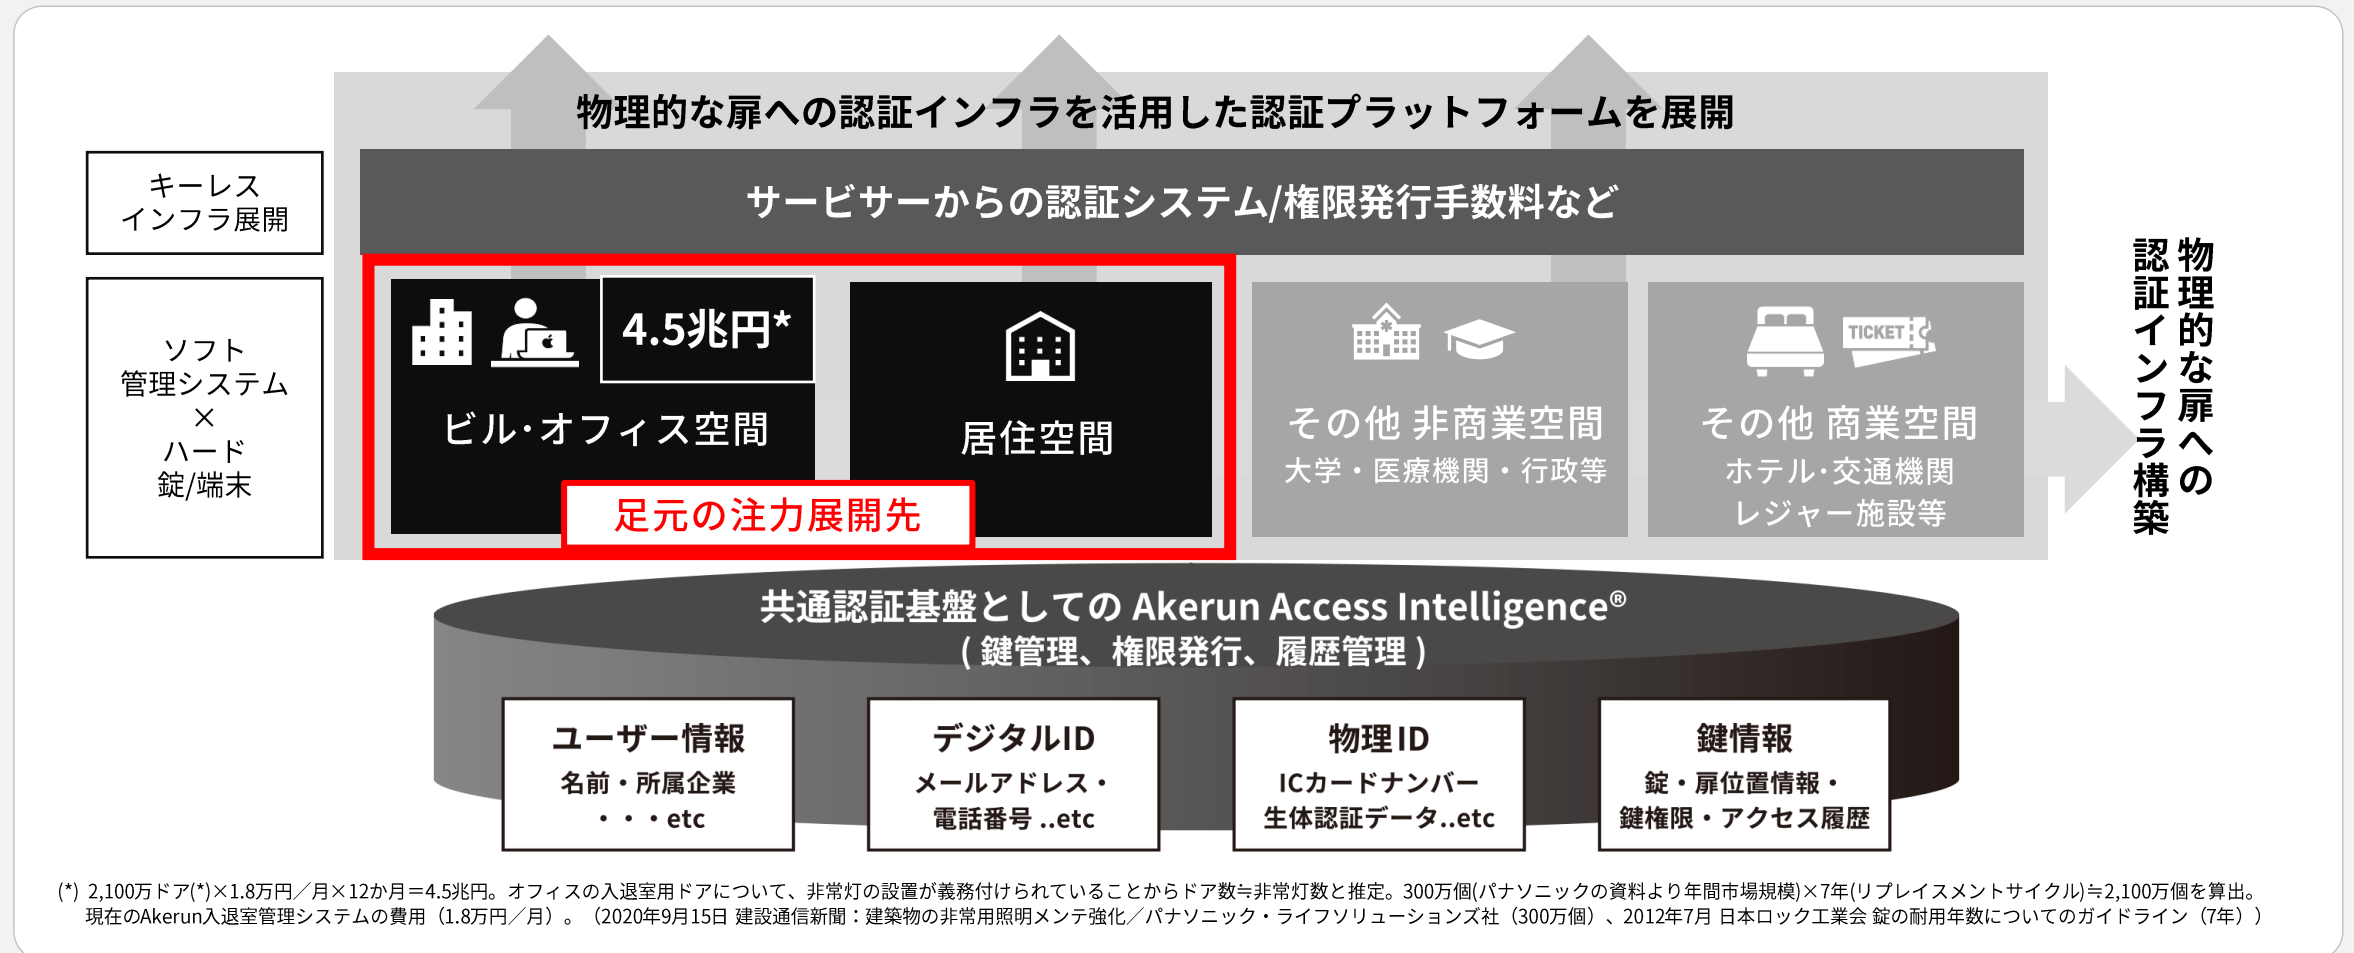 物理的な扉への認証インフラを活用した認証プラットフォームを展開
キーレス
インフラ展開
サービサーからの認証システム/権限発行手数料など
ソフト
管理システム
×
ハード
錠/端末
4.5兆円*
ビル･オフィス空間
居住空間
足元の注力展開先
TICKET
その他 非商業空間
大学・医療機関・行政等
その他 商業空間
ホテル･交通機関
レジャー施設等
物理的な扉への
認証インフラ構築
共通認証基盤としての Akerun Access Intelligence®
( 鍵管理、権限発行、履歴管理 )
ユーザー情報
名前・所属企業
・・・etc
デジタルID
メールアドレス・
電話番号 ..etc
物理ID
ICカードナンバー
生体認証データ..etc
鍵情報
錠・扉位置情報・
鍵権限・アクセス履歴
(*) 2,100万ドア(*)×1.8万円／月×12か月＝4.5兆円。オフィスの入退室用ドアについて、非常灯の設置が義務付けられていることからドア数≒非常灯数と推定。300万個(パナソニックの資料より年間市場規模)×7年(リプレイスメントサイクル)≒2,100万個を算出。
現在のAkerun入退室管理システムの費用（1.8万円／月）。（2020年9月15日 建設通信新聞：建築物の非常用照明メンテ強化／パナソニック・ライフソリューションズ社（300万個）、2012年7月 日本ロック工業会 錠の耐用年数についてのガイドライン（7年））